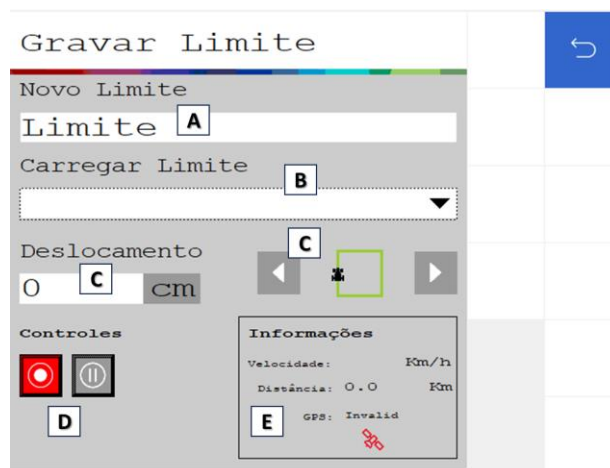 Gravar Limite
Novo Limite
Limite A
Carregar Limite
B
Deslocamento
C
0 C cm
Controles
D
Informações
Velocidade: Km/h
Distância: 0.0 Km
E GPS: Invalid